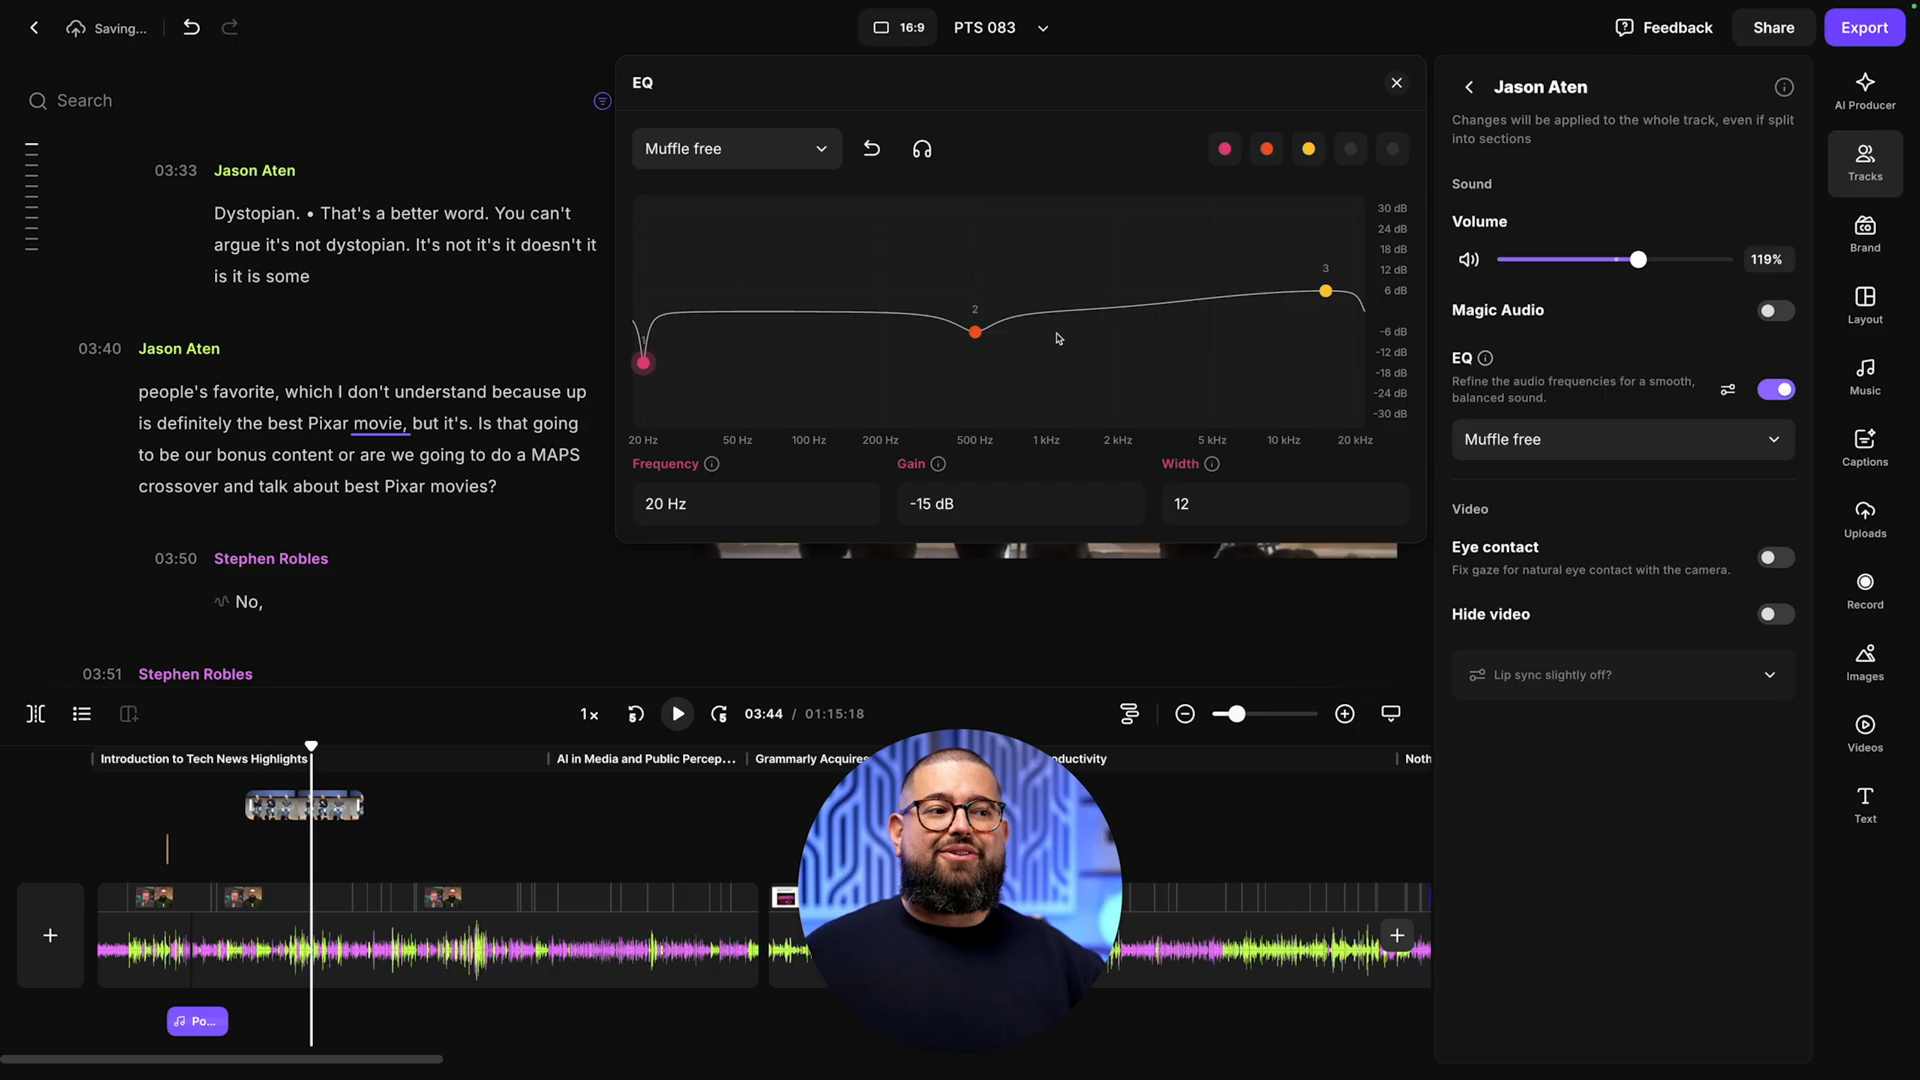 Saving...
16:9
PTS 083
Feedback
Share
Export
Search
03:33
Jason Aten
Dystopian. • That's a better word. You can't
argue it's not dystopian. It's not it's it doesn't it
is it is some
03:40
Jason Aten
people's favorite, which I don't understand because up
is definitely the best Pixar movie, but it's. Is that going
to be our bonus content or are we going to do a MAPS
crossover and talk about best Pixar movies?
03:50
Stephen Robles
No,
03:51
Stephen Robles
EQ
Muffle free
30 dB
24 dB
18 dB
12 dB
6 dB
-6 dB
-12 dB
-18 dB
-24 dB
-30 dB
1
2
3
20 Hz
50 Hz
100 Hz
200 Hz
500 Hz
1 kHz
2 kHz
5 kHz
10 kHz
20 kHz
Frequency
Gain
Width
20 Hz
-15 dB
12
Jason Aten
Changes will be applied to the whole track, even if split
into sections
Sound
Volume
119%
Magic Audio
EQ
Refine the audio frequencies for a smooth,
balanced sound.
Muffle free
Video
Eye contact
Fix gaze for natural eye contact with the camera.
Hide video
Lip sync slightly off?
AI Producer
Tracks
Brand
Layout
Music
Captions
Uploads
Record
Images
Videos
Text
1x
5
5
03:44 / 01:15:18
Introduction to Tech News Highlights
AI in Media and Public Percep...
Grammarly Acquires
ductivity
Noth
Po...